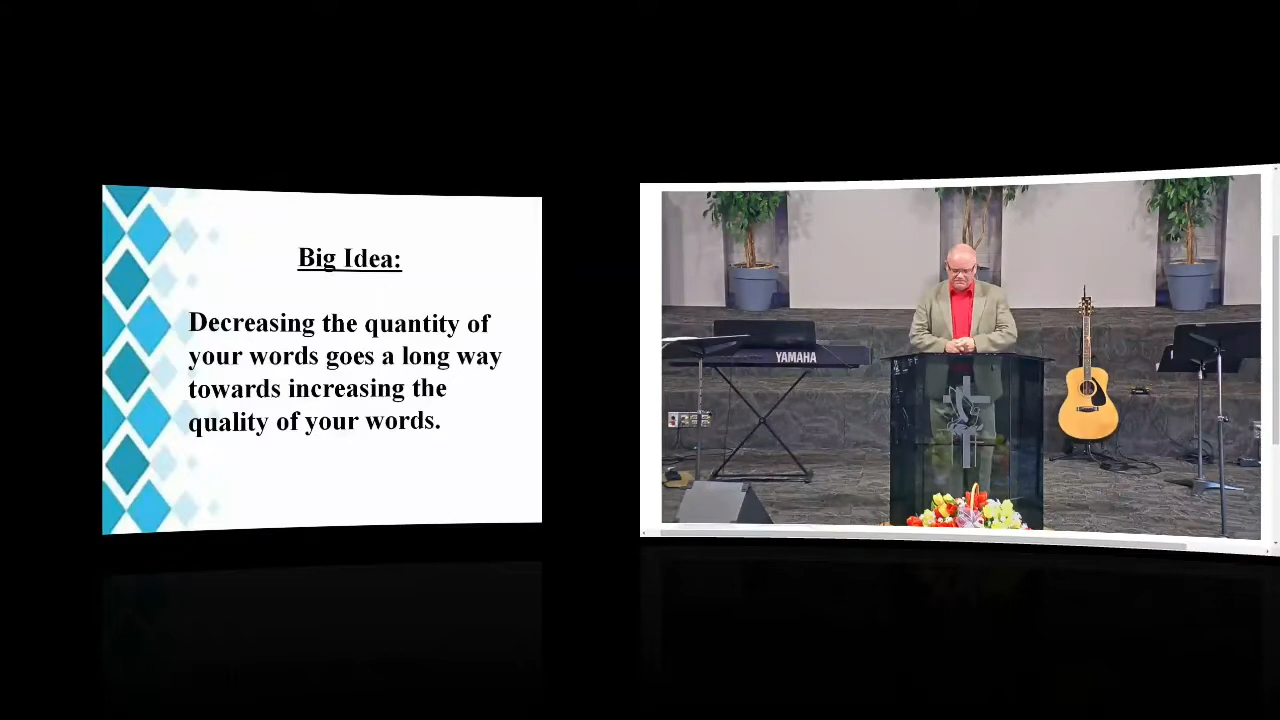 Big Idea:
Decreasing the quantity of
your words goes a long way
towards increasing the
quality of your words.
YAMAHA